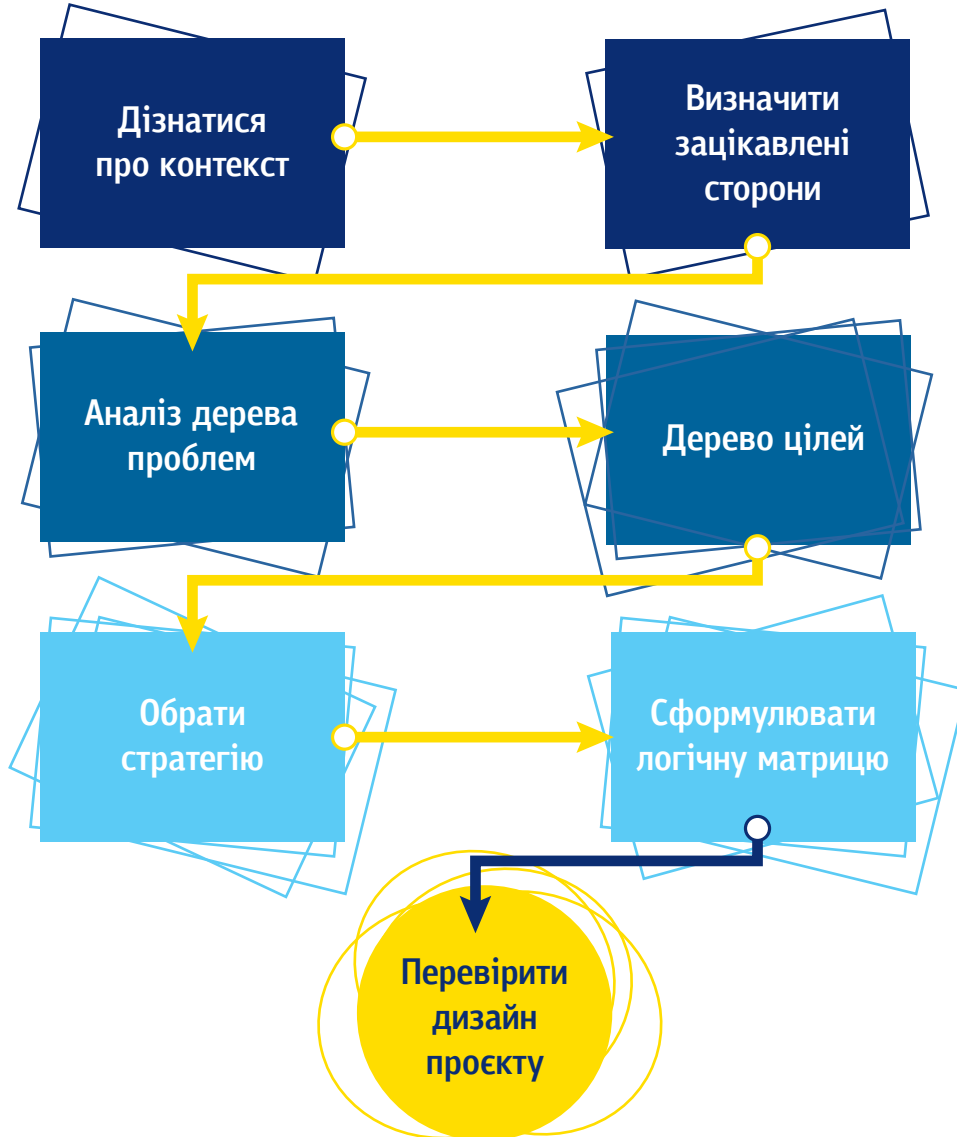 Дізнатися
про контекст
Визначити
зацікавлені
сторони
Аналіз дерева
проблем
Дерево цілей
Обрати
стратегію
Сформулювати
логічну матрицю
Перевірити
дизайн
проєкту